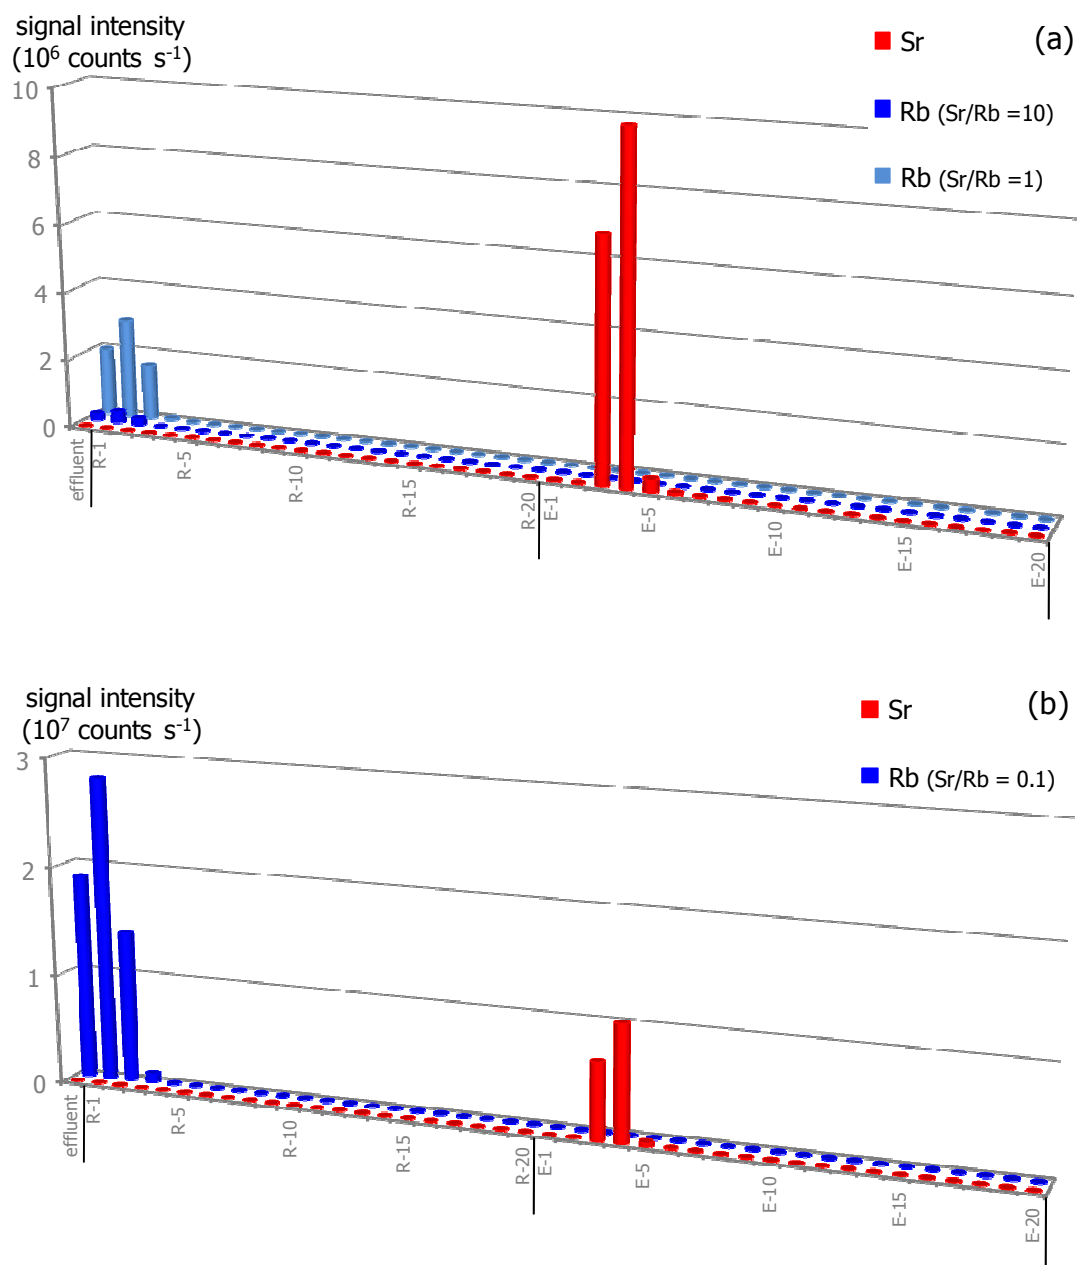 signal intensity
(10⁶ counts s⁻¹)
Sr
(a)
Rb (Sr/Rb =10)
Rb (Sr/Rb =1)
10
8
6
4
2
0
effluent
R-1
R-5
R-10
R-15
R-20
E-1
E-5
E-10
E-15
E-20
signal intensity
(10⁷ counts s⁻¹)
Sr
(b)
Rb (Sr/Rb = 0.1)
3
2
1
0
effluent
R-1
R-5
R-10
R-15
R-20
E-1
E-5
E-10
E-15
E-20